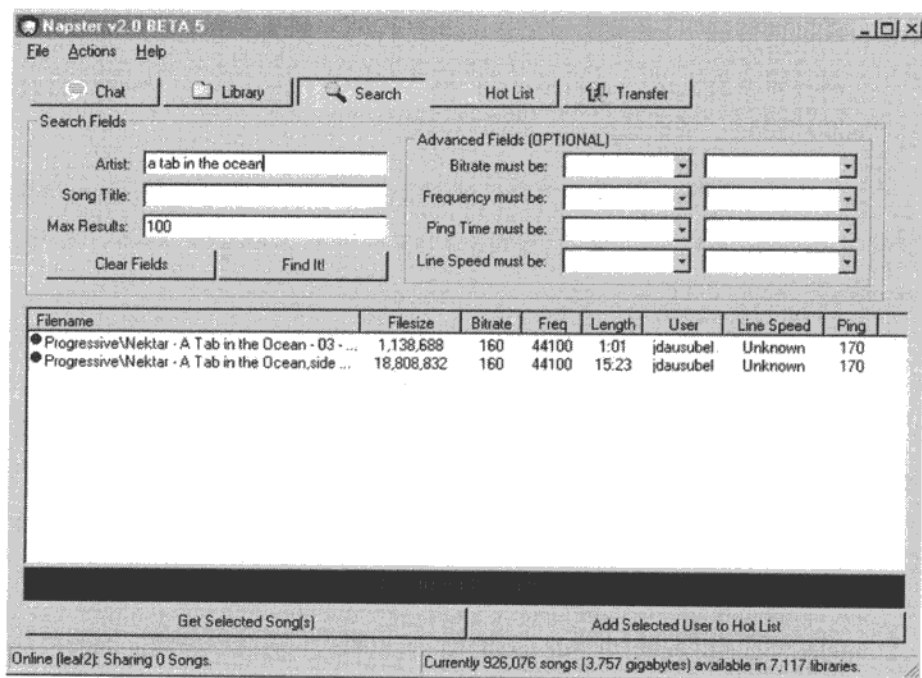 Napster v2.0 BETA 5
File Actions Help
Chat Library Search Hot List Transfer
Search Fields
Artist: a tab in the ocean
Song Title:
Max Results: 100
Clear Fields Find It!
Advanced Fields (OPTIONAL)
Bitrate must be:
Frequency must be:
Ping Time must be:
Line Speed must be:
Filename Filesize Bitrate Freq Length User Line Speed Ping
Progressive\Nektar - A Tab in the Ocean - 03 - ... 1,138,688 160 44100 1:01 jdausubel Unknown 170
Progressive\Nektar - A Tab in the Ocean,side ... 18,808,832 160 44100 15:23 jdausubel Unknown 170
Get Selected Song(s) Add Selected User to Hot List
Online (leaf2): Sharing 0 Songs. Currently 926,076 songs (3,757 gigabytes) available in 7,117 libraries.